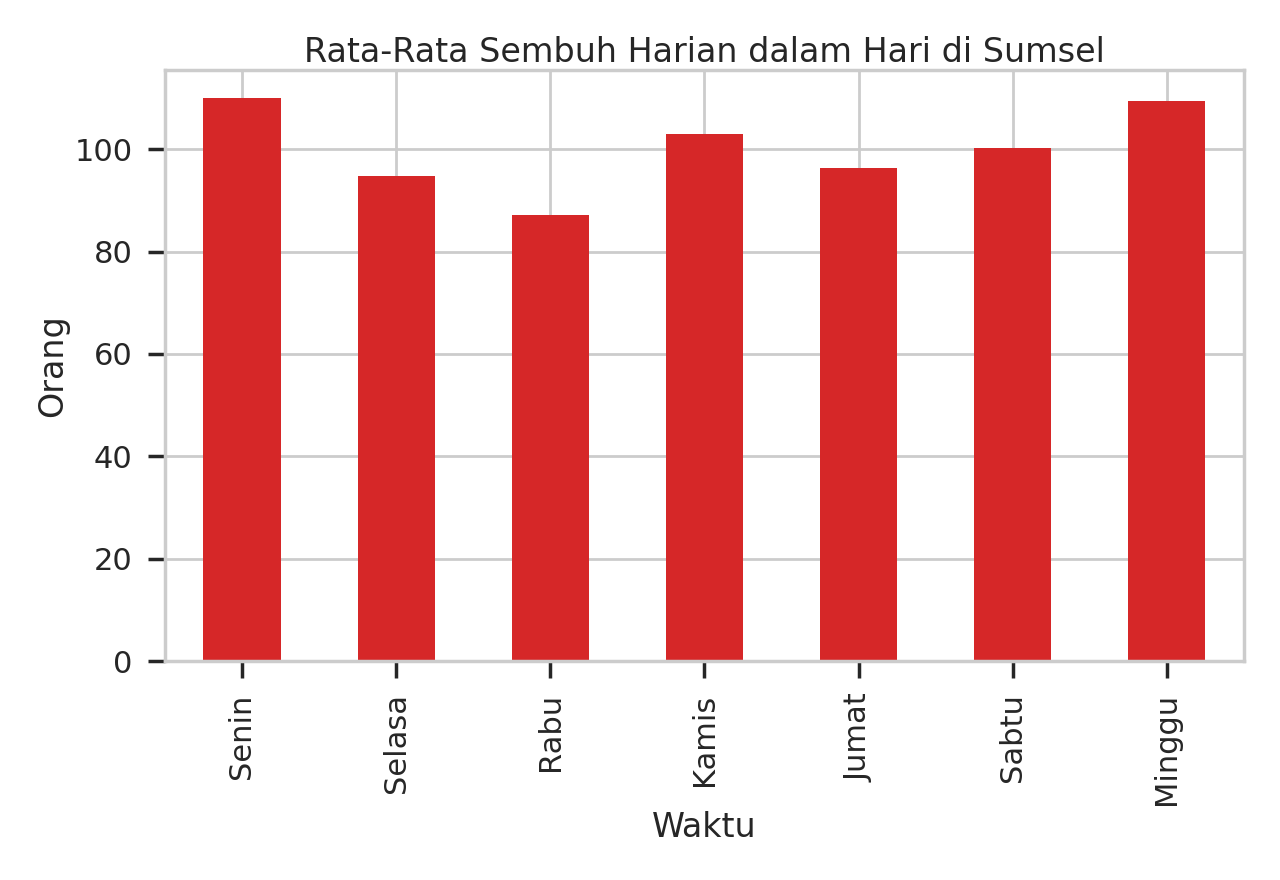 Rata-Rata Sembuh Harian dalam Hari di Sumsel
Orang
100
80
60
40
20
0
Senin
Selasa
Rabu
Kamis
Jumat
Sabtu
Minggu
Waktu